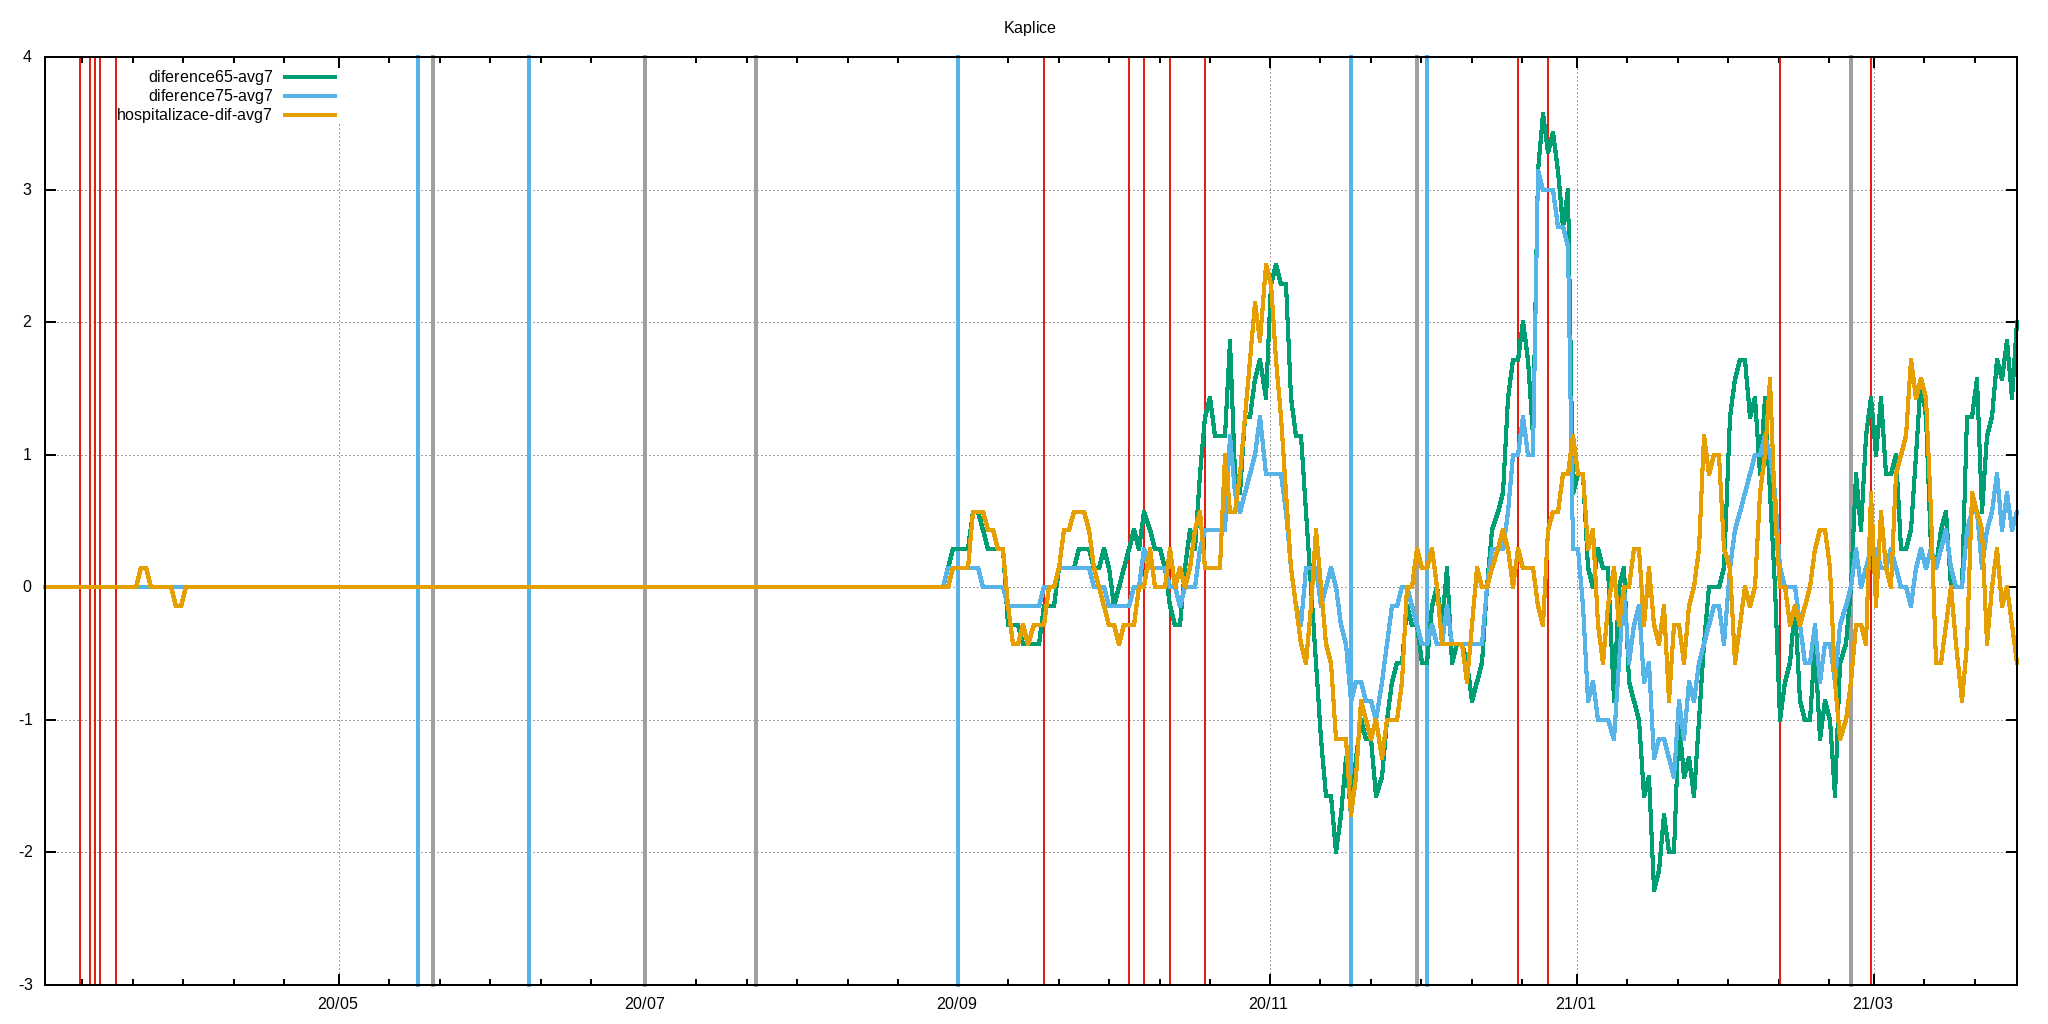 Kaplice
4
diference65-avg7
diference75-avg7
hospitalizace-dif-avg7
3
2
1
0
-1
-2
-3
20/05 20/07 20/09 20/11 21/01 21/03